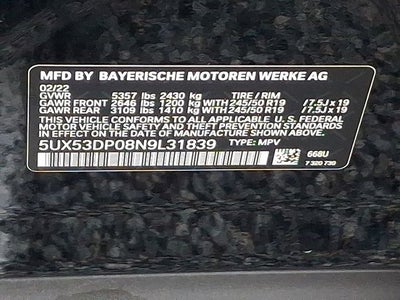 MFD BY BAYERISCHE MOTOREN WERKE AG
02/22
GVWR 5357 lbs 2430 kg TIRE / RIM
GAWR FRONT 2646 lbs 1200 kg WITH 245/50 R19 / 7.5J x 19
GAWR REAR 3109 lbs 1410 kg WITH 245/50 R19 / 7.5J x 19
THIS VEHICLE CONFORMS TO ALL APPLICABLE U.S. FEDERAL
MOTOR VEHICLE SAFETY, BUMPER, AND THEFT PREVENTION
STANDARDS IN EFFECT ON THE DATE OF MANUFACTURE SHOWN ABOVE.
5UX53DP08N9L31839 TYPE: MPV
668U
7 320 730